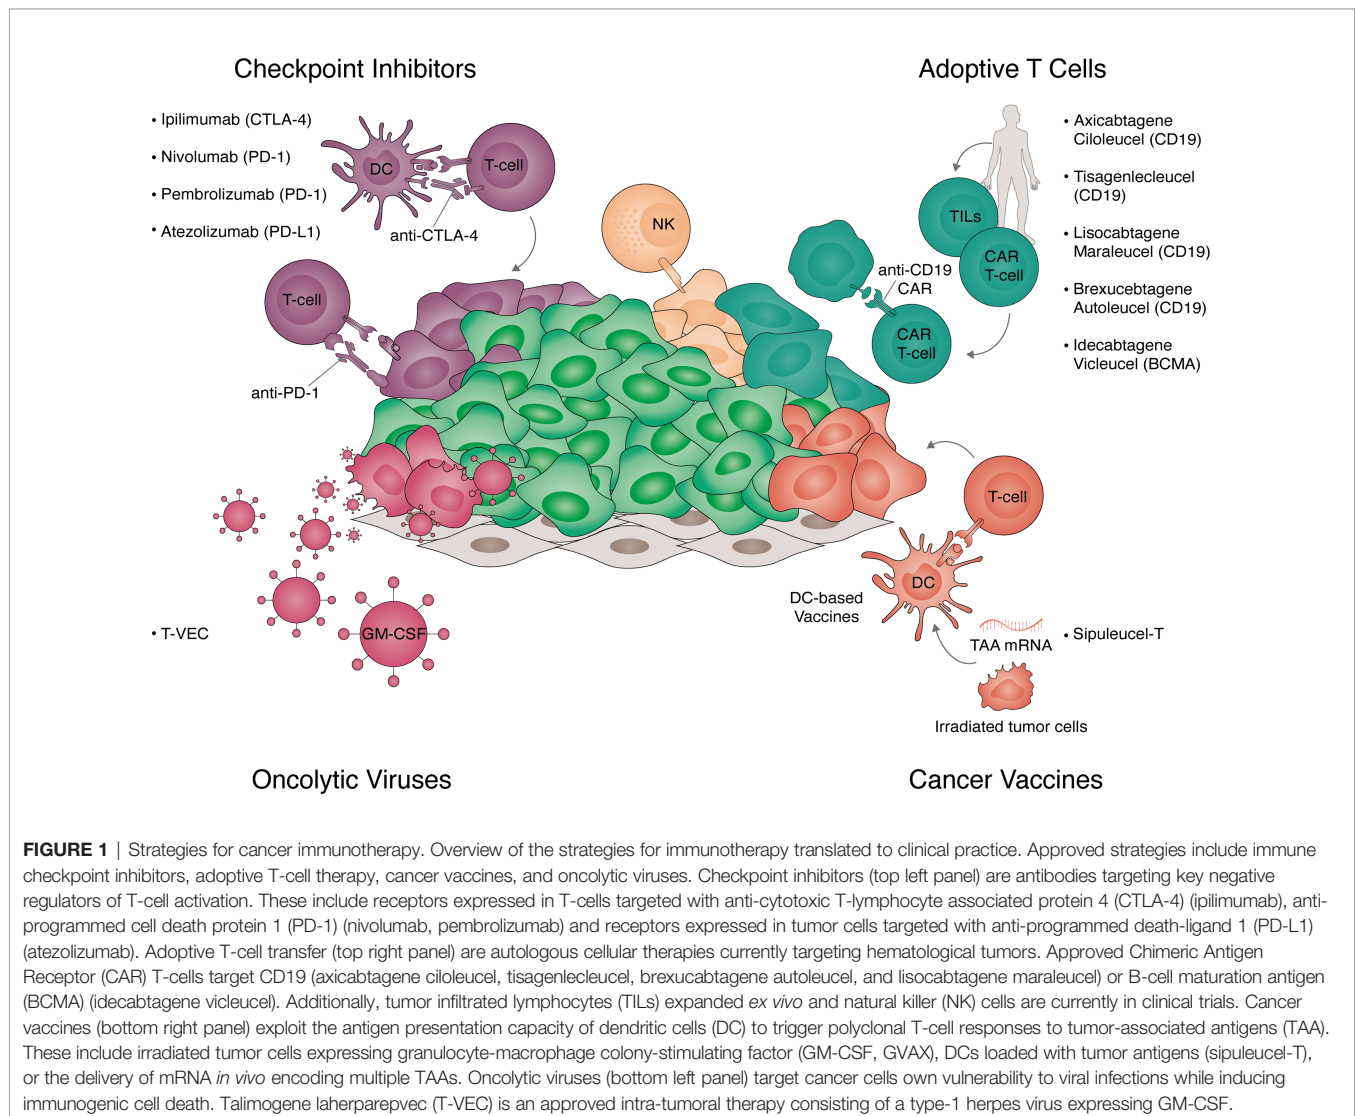 Checkpoint Inhibitors
• Ipilimumab (CTLA-4)
• Nivolumab (PD-1)
• Pembrolizumab (PD-1)
• Atezolizumab (PD-L1)
DC
T-cell
anti-CTLA-4
T-cell
anti-PD-1
NK
Adoptive T Cells
• Axicabtagene
Ciloleucel (CD19)
• Tisagenlecleucel
(CD19)
• Lisocabtagene
Maraleucel (CD19)
• Brexucebtagene
Autoleucel (CD19)
• Idecabtagene
Vicleucel (BCMA)
TILs
CAR
T-cell
anti-CD19
CAR
CAR
T-cell
• T-VEC
GM-CSF
Oncolytic Viruses
T-cell
DC
DC-based
Vaccines
TAA mRNA
• Sipuleucel-T
Irradiated tumor cells
Cancer Vaccines
FIGURE 1 | Strategies for cancer immunotherapy. Overview of the strategies for immunotherapy translated to clinical practice. Approved strategies include immune
checkpoint inhibitors, adoptive T-cell therapy, cancer vaccines, and oncolytic viruses. Checkpoint inhibitors (top left panel) are antibodies targeting key negative
regulators of T-cell activation. These include receptors expressed in T-cells targeted with anti-cytotoxic T-lymphocyte associated protein 4 (CTLA-4) (ipilimumab), anti-
programmed cell death protein 1 (PD-1) (nivolumab, pembrolizumab) and receptors expressed in tumor cells targeted with anti-programmed death-ligand 1 (PD-L1)
(atezolizumab). Adoptive T-cell transfer (top right panel) are autologous cellular therapies currently targeting hematological tumors. Approved Chimeric Antigen
Receptor (CAR) T-cells target CD19 (axicabtagene ciloleucel, tisagenlecleucel, brexucabtagene autoleucel, and lisocabtagene maraleucel) or B-cell maturation antigen
(BCMA) (idecabtagene vicleucel). Additionally, tumor infiltrated lymphocytes (TILs) expanded ex vivo and natural killer (NK) cells are currently in clinical trials. Cancer
vaccines (bottom right panel) exploit the antigen presentation capacity of dendritic cells (DC) to trigger polyclonal T-cell responses to tumor-associated antigens (TAA).
These include irradiated tumor cells expressing granulocyte-macrophage colony-stimulating factor (GM-CSF, GVAX), DCs loaded with tumor antigens (sipuleucel-T),
or the delivery of mRNA in vivo encoding multiple TAAs. Oncolytic viruses (bottom left panel) target cancer cells own vulnerability to viral infections while inducing
immunogenic cell death. Talimogene laherparepvec (T-VEC) is an approved intra-tumoral therapy consisting of a type-1 herpes virus expressing GM-CSF.